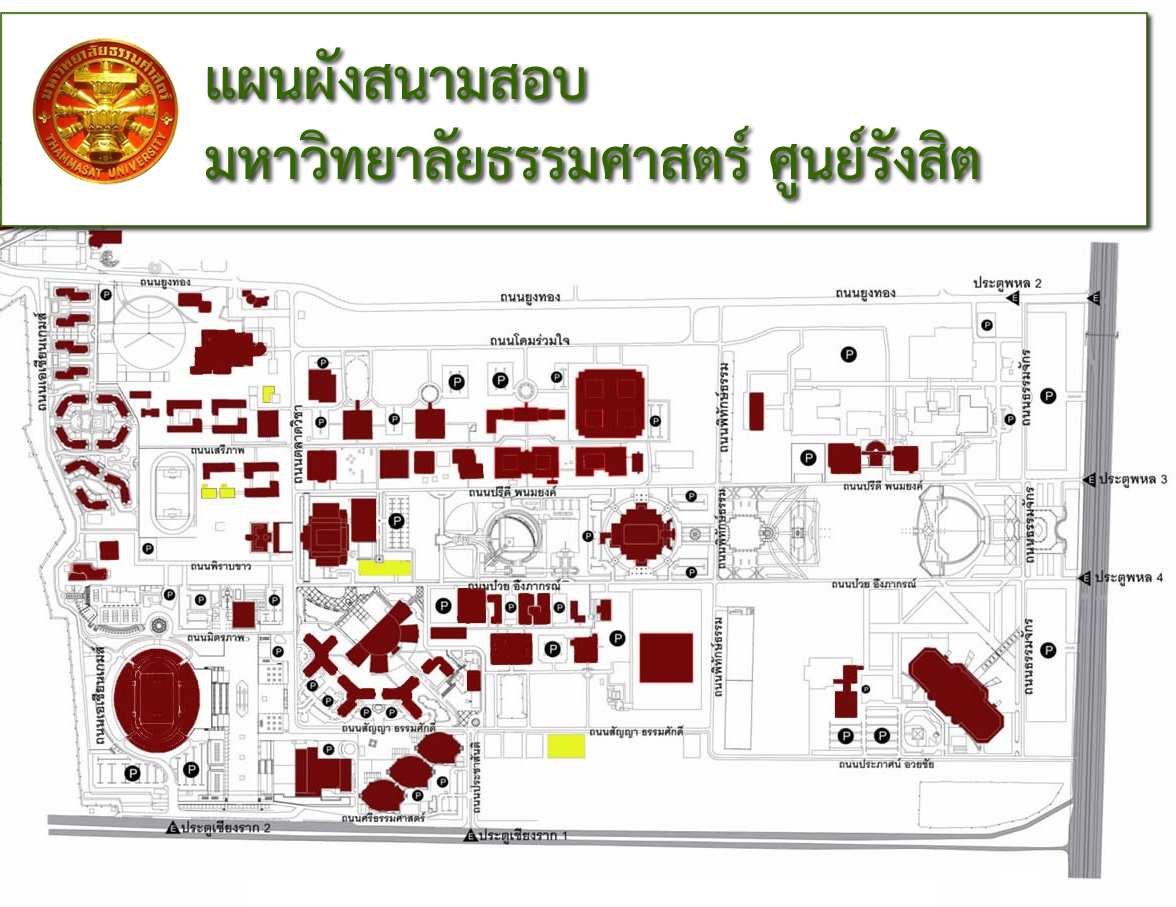 แผนผังสนามสอบ
มหาวิทยาลัยธรรมศาสตร์ ศูนย์รังสิต
มหาวิทยาลัยธรรมศาสตร์
THAMMASAT UNIVERSITY
ถนนยูงทอง
ถนนยูงทอง
ถนนยูงทอง
ประตูพหล 2
ถนนโดมร่วมใจ
ถนนเอเชียนเกมส์
ถนนตลาดวิชา
ถนนพิทักษ์ธรรม
ถนนธรรมจักร
ถนนเสรีภาพ
ถนนปรีดี พนมยงค์
ถนนปรีดี พนมยงค์
ประตูพหล 3
ถนนพิทักษ์ธรรม
ถนนธรรมจักร
ถนนพิราบขาว
ถนนป๋วย อึงภากรณ์
ถนนป๋วย อึงภากรณ์
ประตูพหล 4
ถนนมิตรภาพ
ถนนเอเชียนเกมส์
ถนนพิทักษ์ธรรม
ถนนธรรมจักร
ถนนสัญญา ธรรมศักดิ์
ถนนสัญญา ธรรมศักดิ์
ถนนประภาศน์ อวยชัย
ถนนศรีธรรมศาสตร์
ประตูเชียงราก 2
ประตูเชียงราก 1